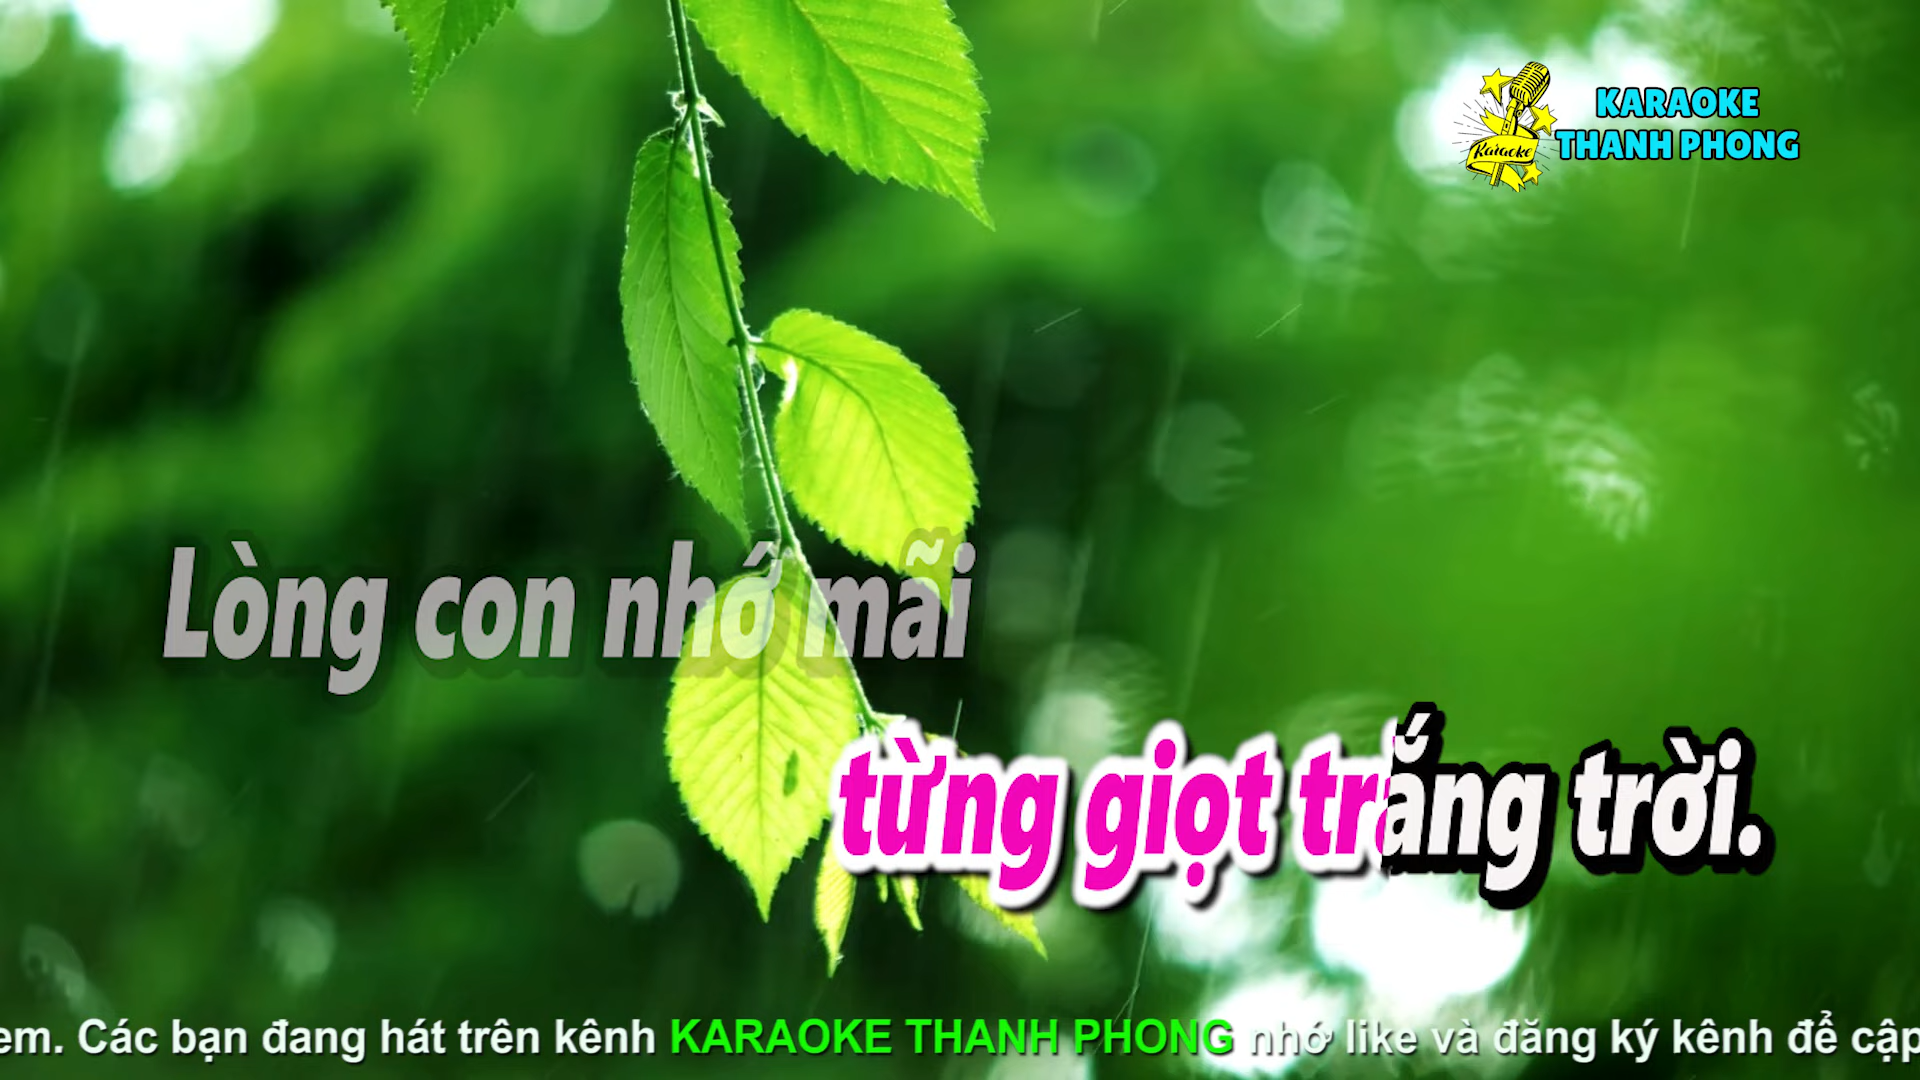 KARAOKE
THANH PHONG
Karaoke
Lòng con nhớ mãi
từng giọt trắng trời.
em. Các bạn đang hát trên kênh KARAOKE THANH PHONG nhớ like và đăng ký kênh để cập